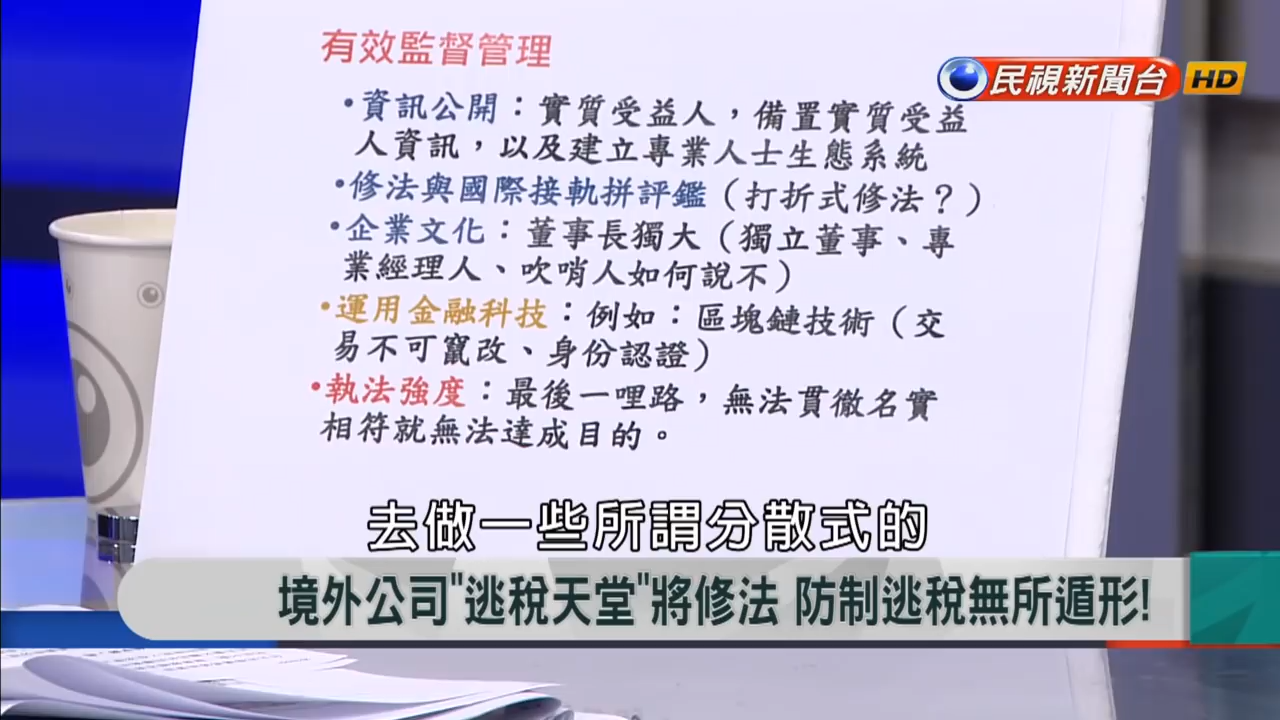 有效監督管理
民視新聞台 HD
•資訊公開：實質受益人，備置實質受益
人資訊，以及建立專業人士生態系統
•修法與國際接軌拼評鑑（打折式修法？）
•企業文化：董事長獨大（獨立董事、專
業經理人、吹哨人如何說不）
•運用金融科技：例如：區塊鏈技術（交
易不可竄改、身份認證）
•執法強度：最後一哩路，無法貫徹名實
相符就無法達成目的。
去做一些所謂分散式的
境外公司"逃稅天堂"將修法 防制逃稅無所遁形!